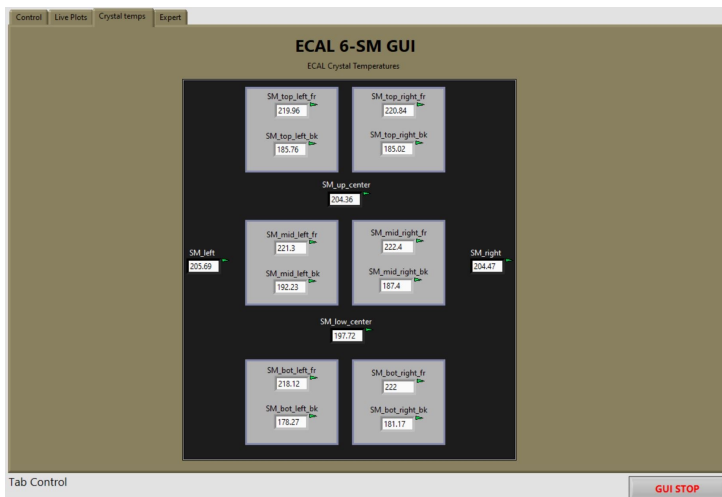 Control Live Plots Crystal temps Expert
ECAL 6-SM GUI
ECAL Crystal Temperatures
SM_top_left_fr
219.96
SM_top_left_bk
185.76
SM_top_right_fr
220.84
SM_top_right_bk
185.02
SM_up_center
204.36
SM_left
205.69
SM_mid_left_fr
221.3
SM_mid_left_bk
192.23
SM_mid_right_fr
222.4
SM_mid_right_bk
187.4
SM_right
204.47
SM_low_center
197.72
SM_bot_left_fr
218.12
SM_bot_left_bk
178.27
SM_bot_right_fr
222
SM_bot_right_bk
181.17
Tab Control
GUI STOP